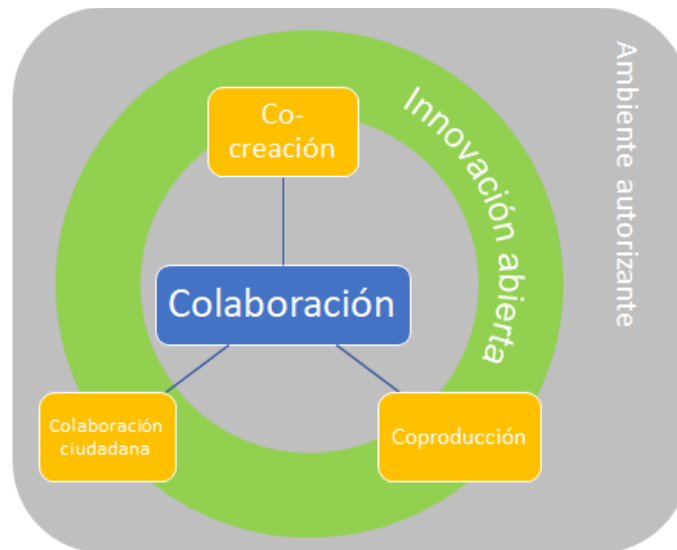 Ambiente autorizante
Innovación abierta
Co-
creación
Colaboración
Colaboración
ciudadana
Coproducción